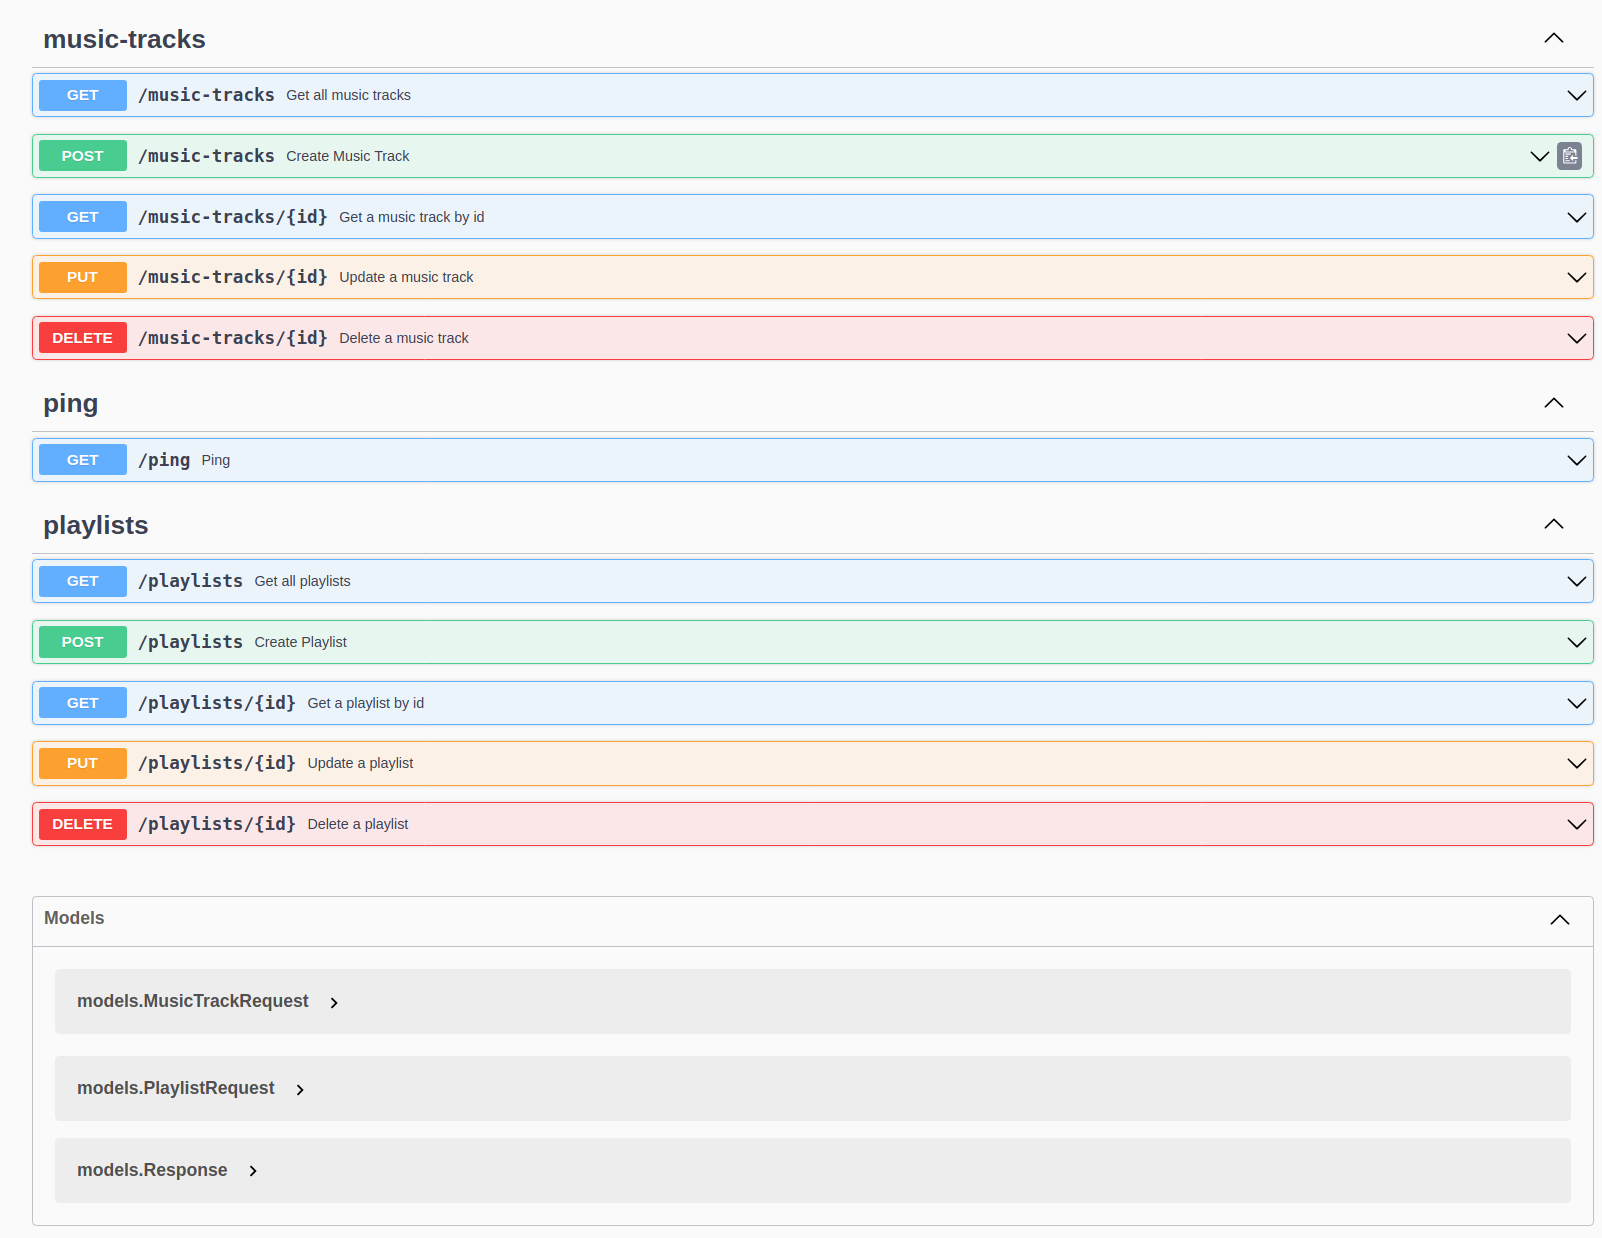 music-tracks
GET /music-tracks Get all music tracks
POST /music-tracks Create Music Track
GET /music-tracks/{id} Get a music track by id
PUT /music-tracks/{id} Update a music track
DELETE /music-tracks/{id} Delete a music track
ping
GET /ping Ping
playlists
GET /playlists Get all playlists
POST /playlists Create Playlist
GET /playlists/{id} Get a playlist by id
PUT /playlists/{id} Update a playlist
DELETE /playlists/{id} Delete a playlist
Models
models.MusicTrackRequest
models.PlaylistRequest
models.Response